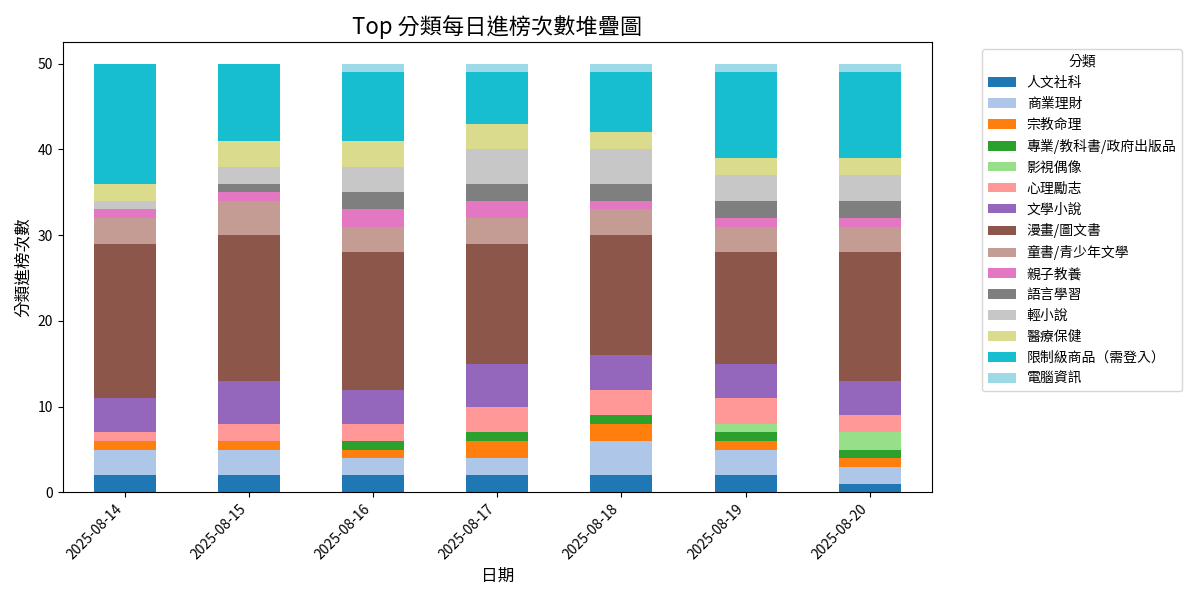 Top 分類每日進榜次數堆疊圖
分類進榜次數
50
40
30
20
10
0
2025-08-14
2025-08-15
2025-08-16
2025-08-17
2025-08-18
2025-08-19
2025-08-20
日期
分類
人文社科
商業理財
宗教命理
專業/教科書/政府出版品
影視偶像
心理勵志
文學小說
漫畫/圖文書
童書/青少年文學
親子教養
語言學習
輕小說
醫療保健
限制級商品（需登入）
電腦資訊